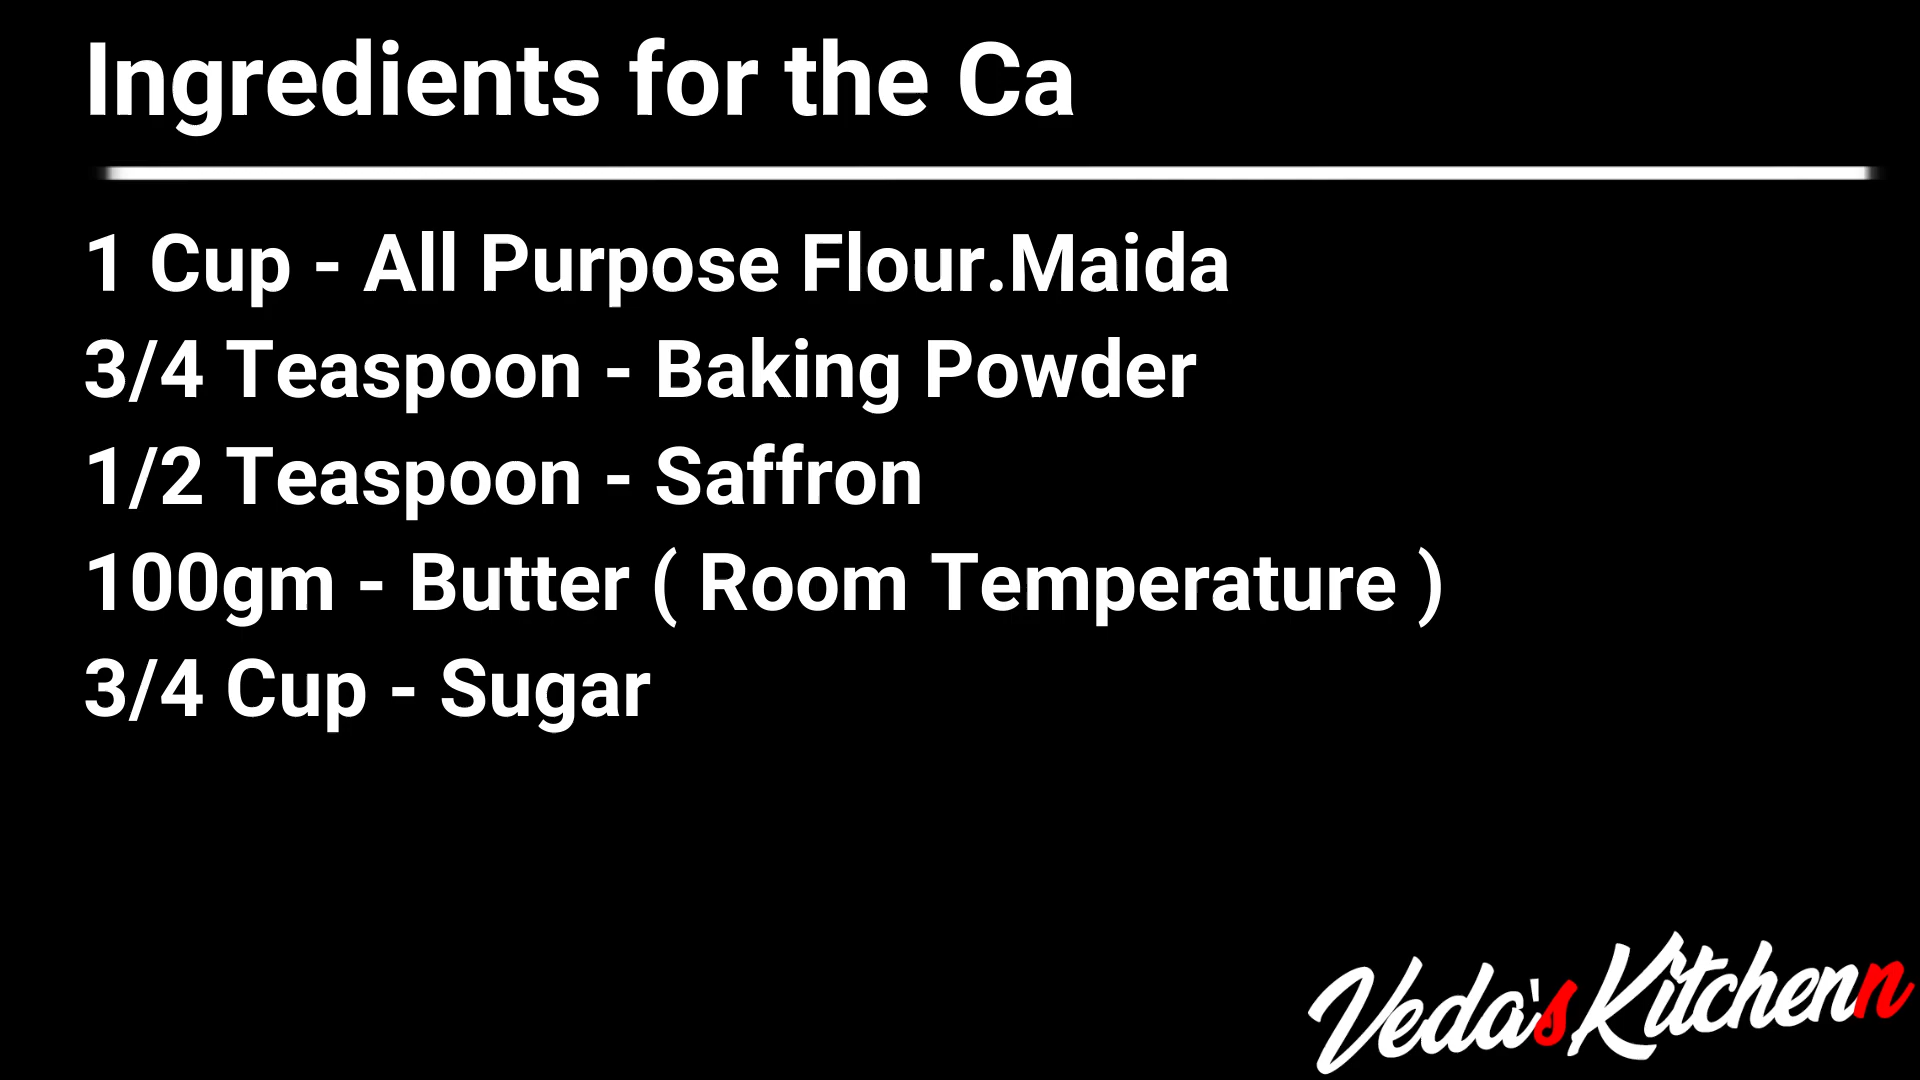 Ingredients for the Ca
1 Cup - All Purpose Flour.Maida
3/4 Teaspoon - Baking Powder
1/2 Teaspoon - Saffron
100gm - Butter ( Room Temperature )
3/4 Cup - Sugar
Veda's Kitchenn